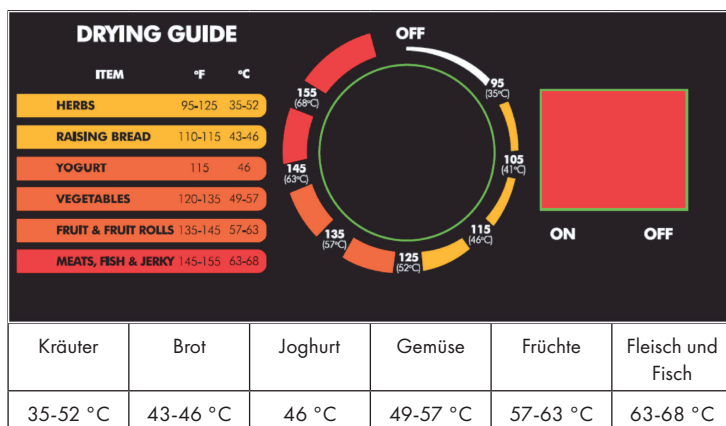 DRYING GUIDE
ITEM °F °C
HERBS 95-125 35-52
RAISING BREAD 110-115 43-46
YOGURT 115 46
VEGETABLES 120-135 49-57
FRUIT & FRUIT ROLLS 135-145 57-63
MEATS, FISH & JERKY 145-155 63-68
OFF
95
(35°C)
105
(41°C)
115
(46°C)
125
(52°C)
135
(57°C)
145
(63°C)
155
(68°C)
ON OFF
Kräuter Brot Joghurt Gemüse Früchte Fleisch und
Fisch
35-52 °C 43-46 °C 46 °C 49-57 °C 57-63 °C 63-68 °C